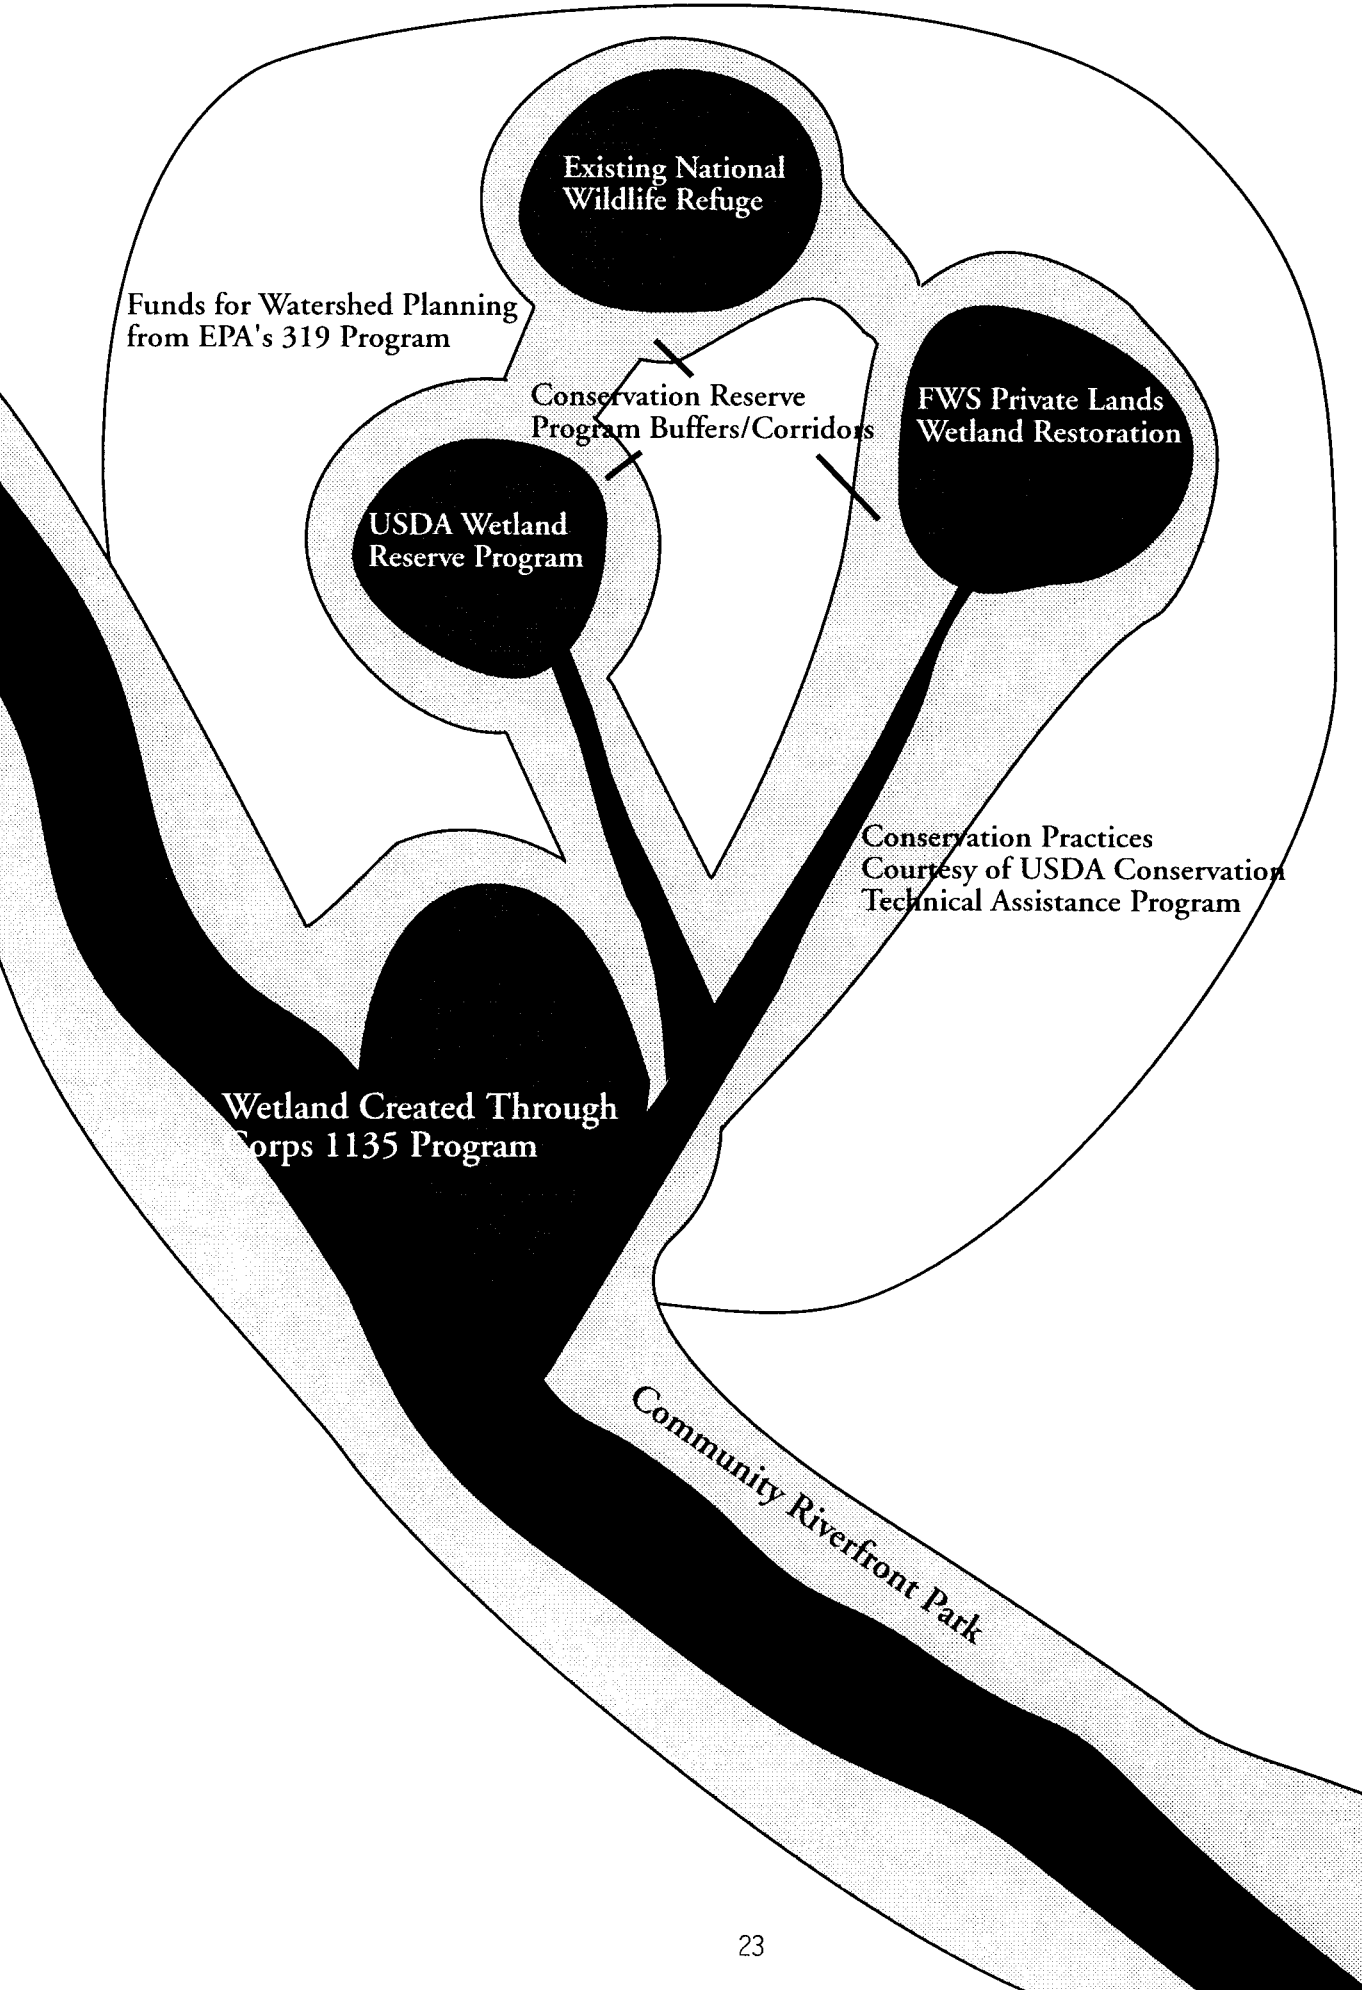 Existing National
Wildlife Refuge
Funds for Watershed Planning
from EPA's 319 Program
Conservation Reserve
Program Buffers/Corridors
FWS Private Lands
Wetland Restoration
USDA Wetland
Reserve Program
Conservation Practices
Courtesy of USDA Conservation
Technical Assistance Program
Wetland Created Through
Corps 1135 Program
Community Riverfront Park
23